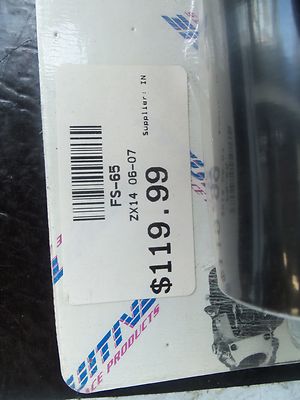 FS-65
ZX14 06-07
Supplier: IN
$119.99
ACE PRODUCTS